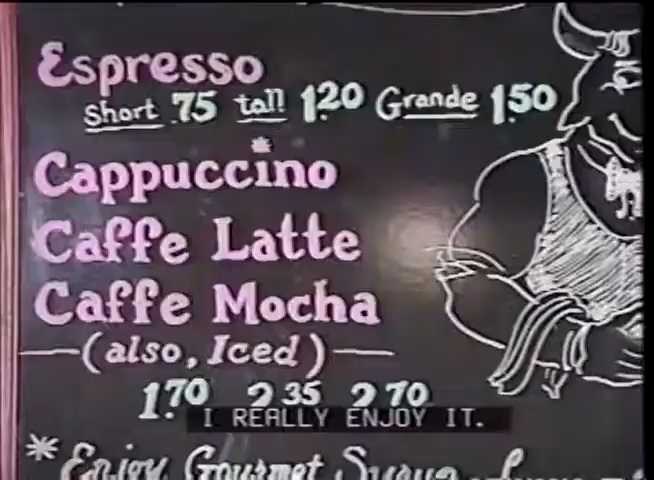 Espresso
Short .75 tall 1.20 Grande 1.50
Cappuccino*
Caffe Latte
Caffe Mocha
(also, Iced)
1.70 2.35 2.70
I REALLY ENJOY IT.
* Enjoy Gourmet